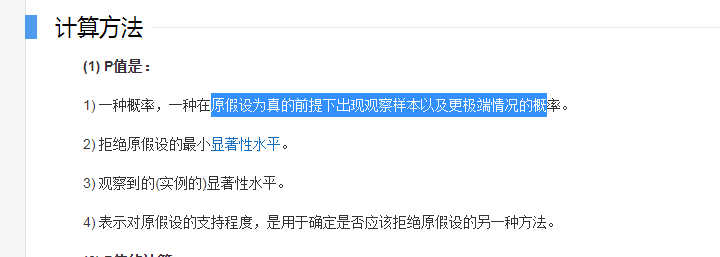 计算方法
(1) P值是：
1) 一种概率，一种在原假设为真的前提下出现观察样本以及更极端情况的概率。
2) 拒绝原假设的最小显著性水平。
3) 观察到的(实例的)显著性水平。
4) 表示对原假设的支持程度，是用于确定是否应该拒绝原假设的另一种方法。